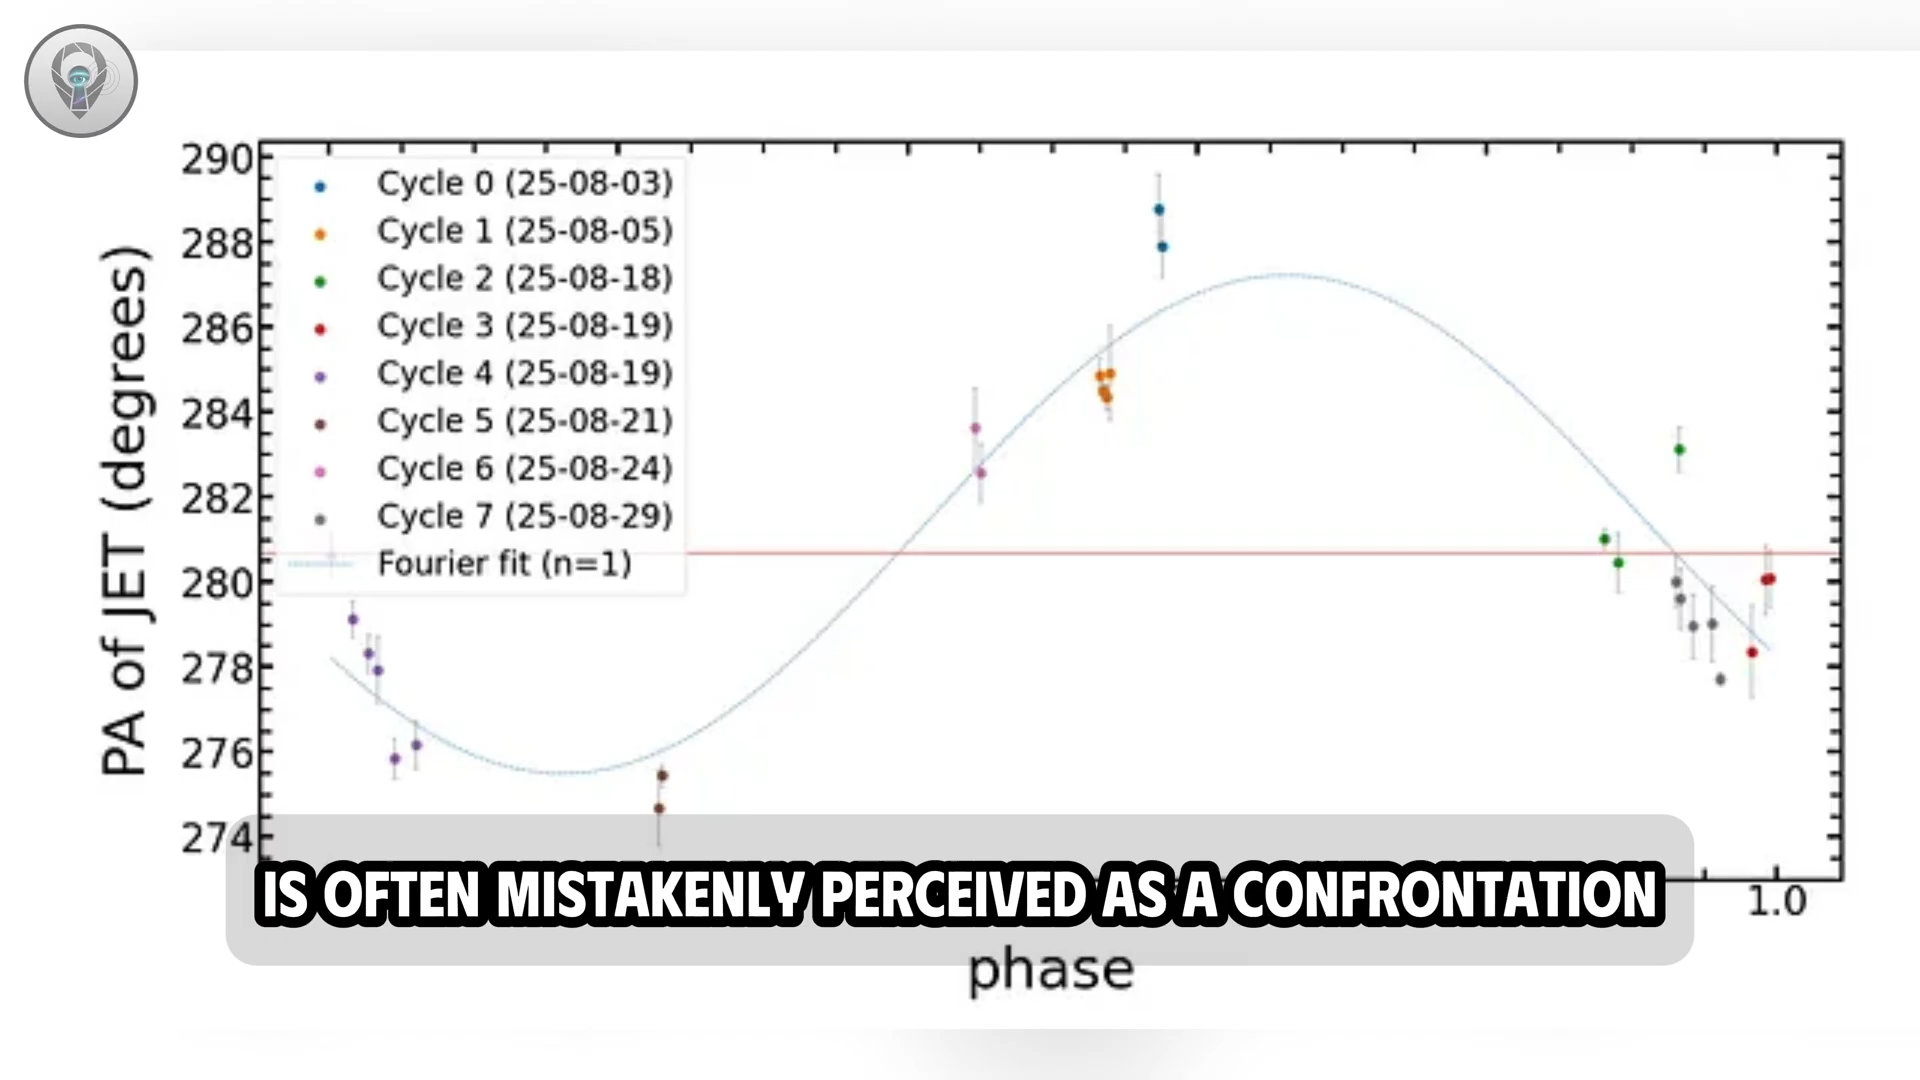 290
288
286
284
282
280
278
276
274
PA of JET (degrees)
Cycle 0 (25-08-03)
Cycle 1 (25-08-05)
Cycle 2 (25-08-18)
Cycle 3 (25-08-19)
Cycle 4 (25-08-19)
Cycle 5 (25-08-21)
Cycle 6 (25-08-24)
Cycle 7 (25-08-29)
Fourier fit (n=1)
IS OFTEN MISTAKENLY PERCEIVED AS A CONFRONTATION
1.0
phase